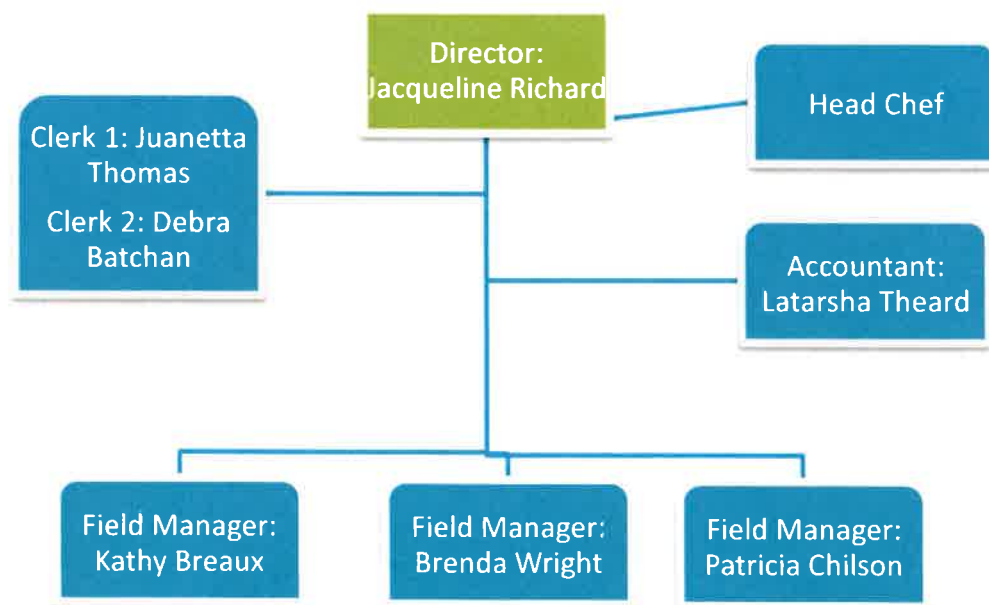 Director:
Jacqueline Richard
Head Chef
Clerk 1: Juanetta
Thomas
Clerk 2: Debra
Batchan
Accountant:
Latarsha Theard
Field Manager:
Kathy Breaux
Field Manager:
Brenda Wright
Field Manager:
Patricia Chilson